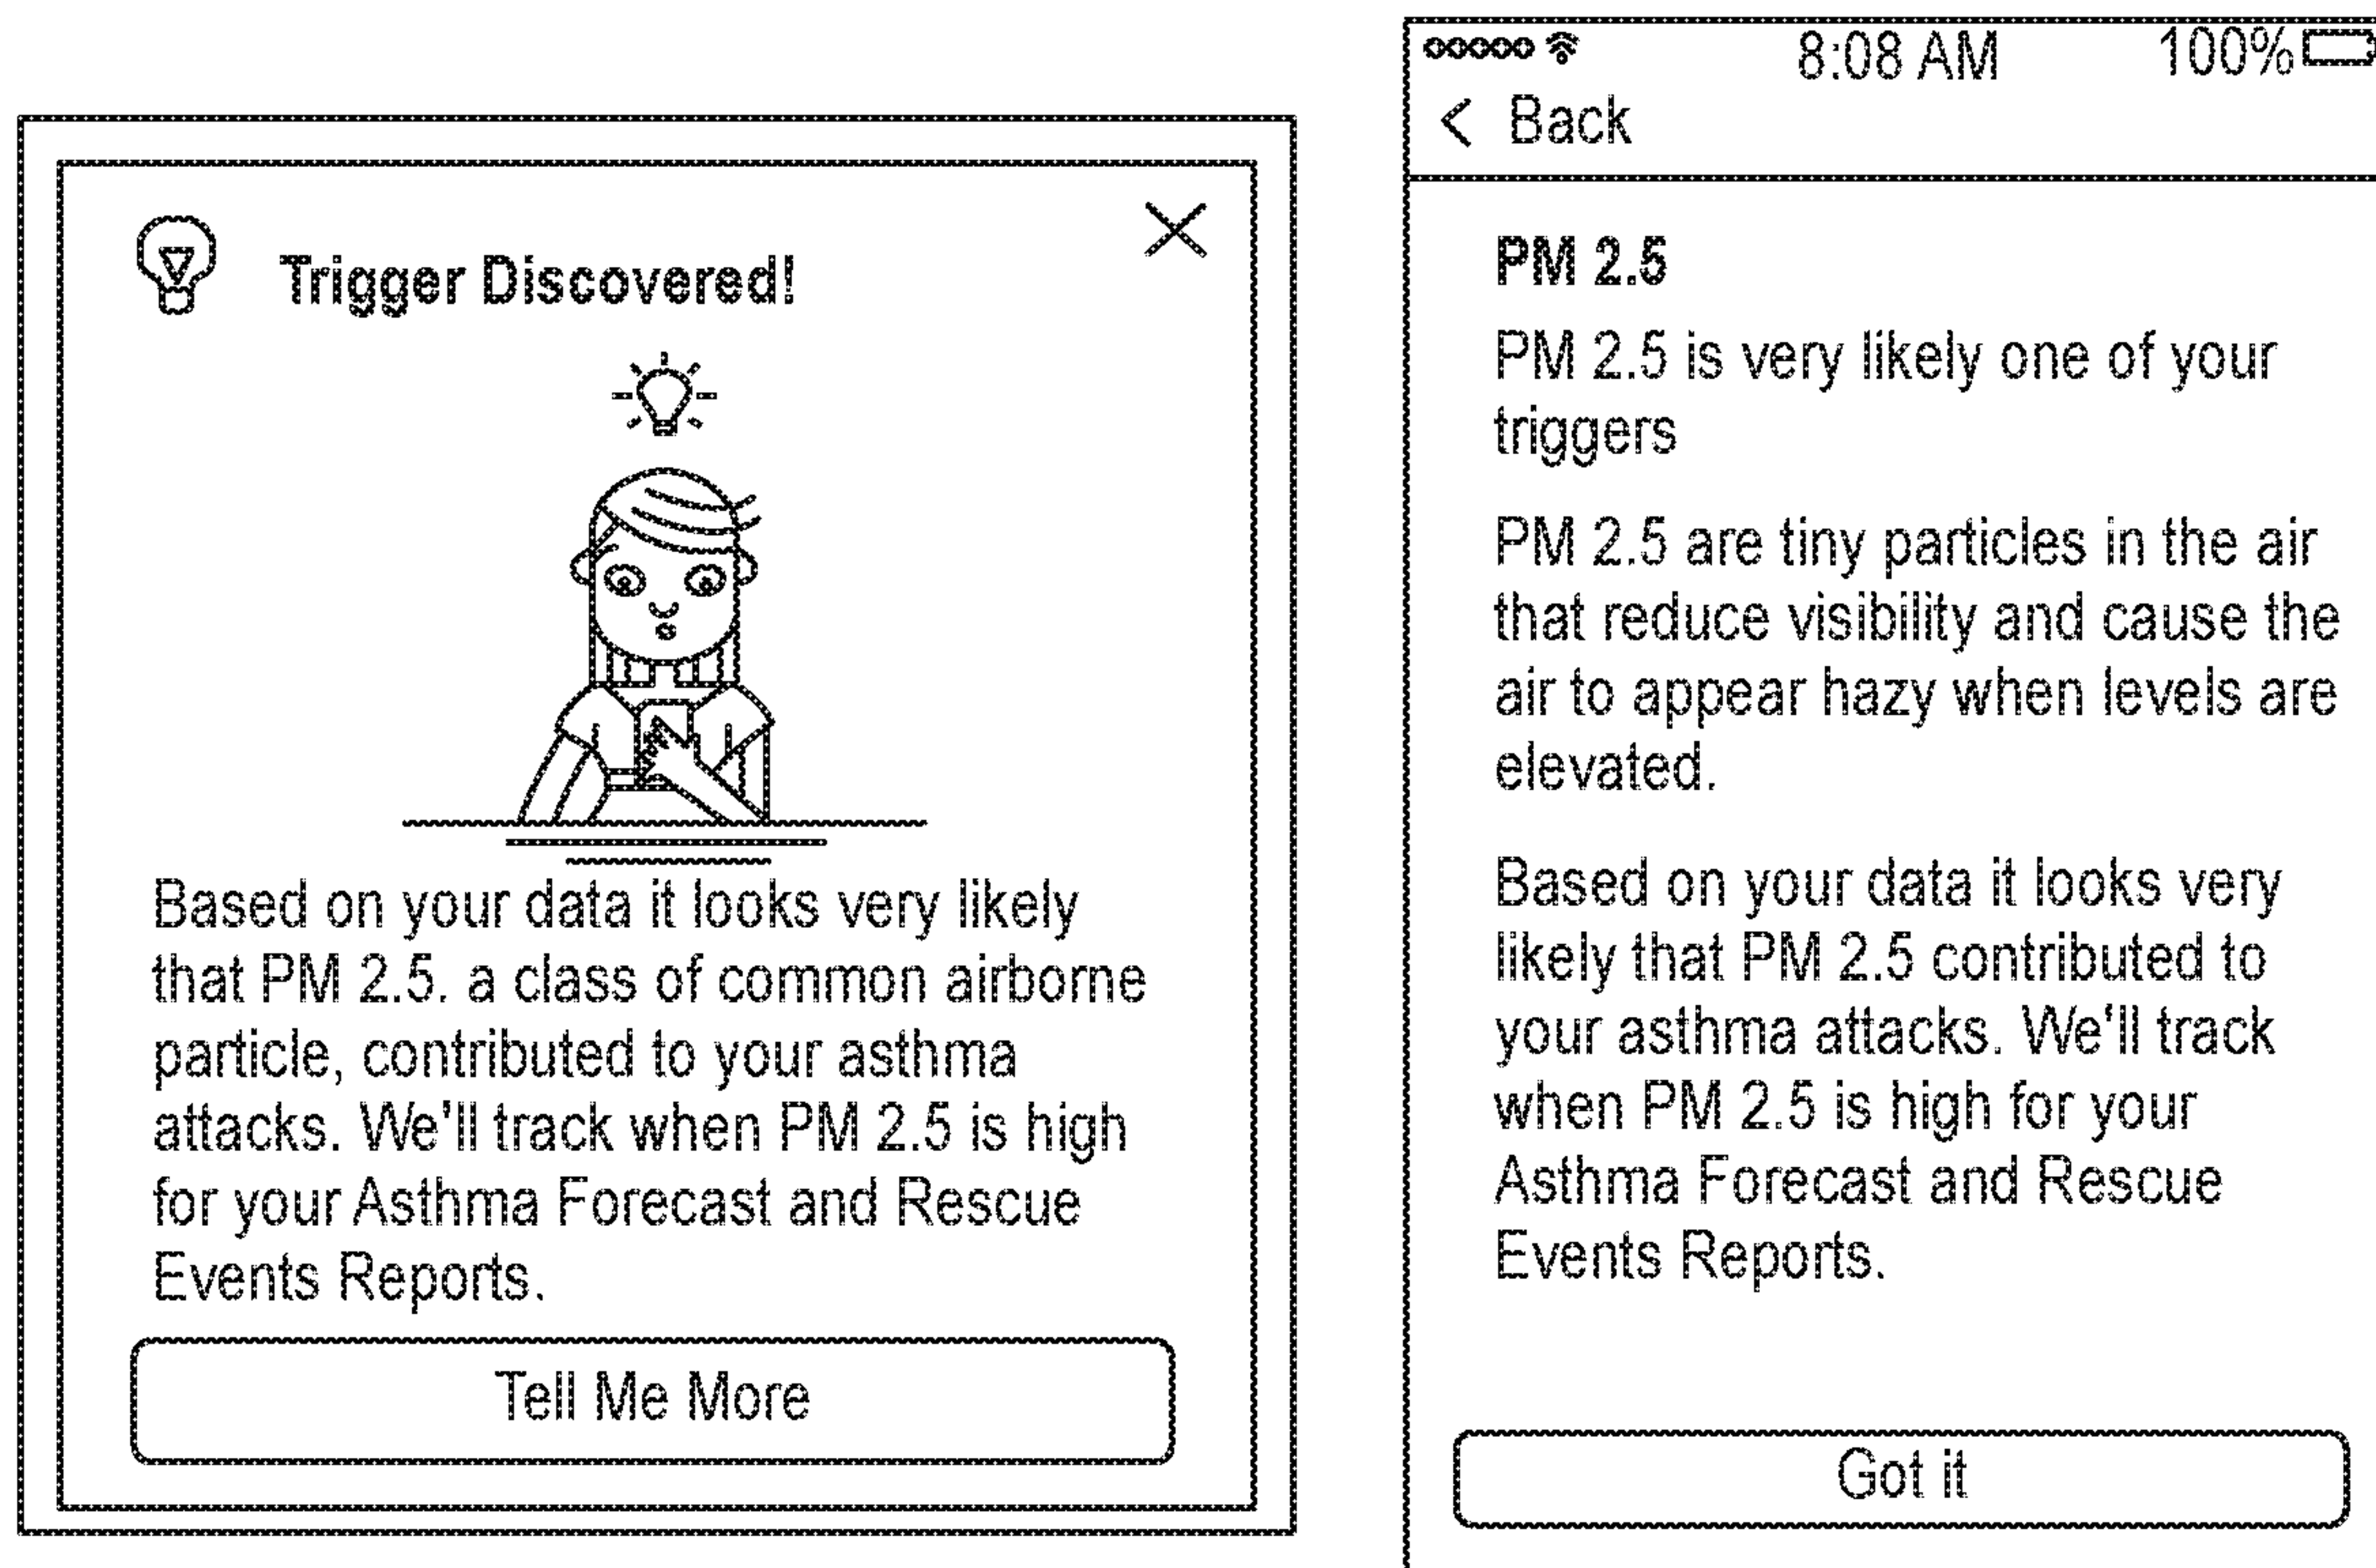 Trigger Discovered!
Based on your data it looks very likely
that PM 2.5. a class of common airborne
particle, contributed to your asthma
attacks. We'll track when PM 2.5 is high
for your Asthma Forecast and Rescue
Events Reports.
Tell Me More
8:08 AM 100%
< Back
PM 2.5
PM 2.5 is very likely one of your
triggers
PM 2.5 are tiny particles in the air
that reduce visibility and cause the
air to appear hazy when levels are
elevated.
Based on your data it looks very
likely that PM 2.5 contributed to
your asthma attacks. We'll track
when PM 2.5 is high for your
Asthma Forecast and Rescue
Events Reports.
Got it